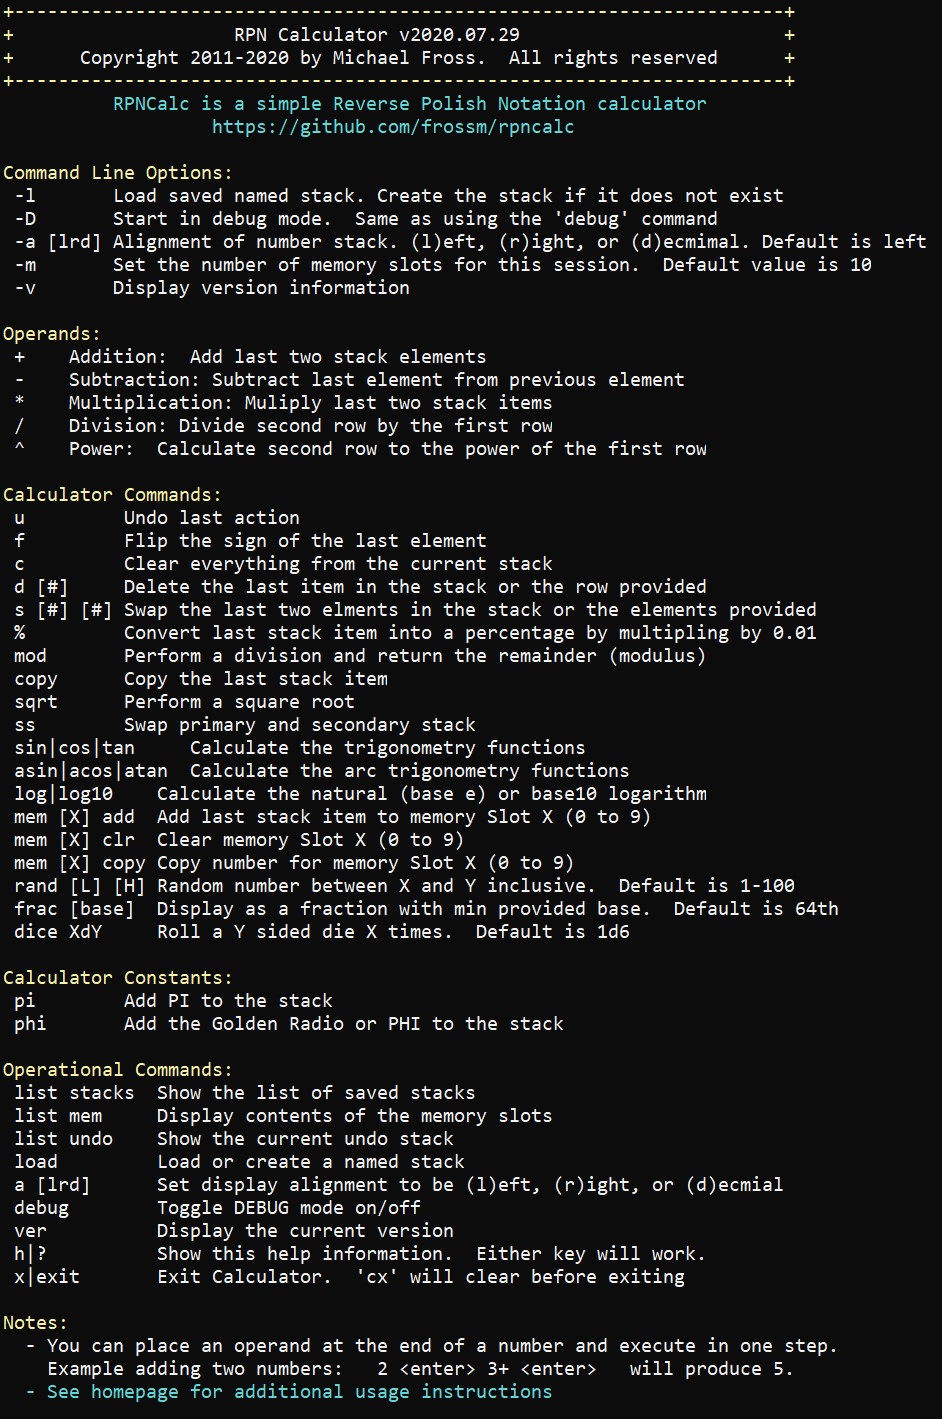 +----------------------------------------------------------------------+
+                    RPN Calculator v2020.07.29                        +
+      Copyright 2011-2020 by Michael Fross.  All rights reserved      +
+----------------------------------------------------------------------+
          RPNCalc is a simple Reverse Polish Notation calculator
                   https://github.com/frossm/rpncalc

Command Line Options:
 -l       Load saved named stack. Create the stack if it does not exist
 -D       Start in debug mode.  Same as using the 'debug' command
 -a [lrd] Alignment of number stack. (l)eft, (r)ight, or (d)ecmimal. Default is left
 -m       Set the number of memory slots for this session.  Default value is 10
 -v       Display version information

Operands:
 +    Addition:  Add last two stack elements
 -    Subtraction: Subtract last element from previous element
 *    Multiplication: Muliply last two stack items
 /    Division: Divide second row by the first row
 ^    Power:  Calculate second row to the power of the first row

Calculator Commands:
 u         Undo last action
 f         Flip the sign of the last element
 c         Clear everything from the current stack
 d [#]     Delete the last item in the stack or the row provided
 s [#] [#] Swap the last two elments in the stack or the elements provided
 %         Convert last stack item into a percentage by multipling by 0.01
 mod       Perform a division and return the remainder (modulus)
 copy      Copy the last stack item
 sqrt      Perform a square root
 ss        Swap primary and secondary stack
 sin|cos|tan     Calculate the trigonometry functions
 asin|acos|atan  Calculate the arc trigonometry functions
 log|log10    Calculate the natural (base e) or base10 logarithm
 mem [X] add  Add last stack item to memory Slot X (0 to 9)
 mem [X] clr  Clear memory Slot X (0 to 9)
 mem [X] copy Copy number for memory Slot X (0 to 9)
 rand [L] [H] Random number between X and Y inclusive.  Default is 1-100
 frac [base]  Display as a fraction with min provided base.  Default is 64th
 dice XdY     Roll a Y sided die X times.  Default is 1d6

Calculator Constants:
 pi        Add PI to the stack
 phi       Add the Golden Radio or PHI to the stack

Operational Commands:
 list stacks  Show the list of saved stacks
 list mem     Display contents of the memory slots
 list undo    Show the current undo stack
 load         Load or create a named stack
 a [lrd]      Set display alignment to be (l)eft, (r)ight, or (d)ecmial
 debug        Toggle DEBUG mode on/off
 ver          Display the current version
 h|?          Show this help information.  Either key will work.
 x|exit       Exit Calculator.  'cx' will clear before exiting

Notes:
  - You can place an operand at the end of a number and execute in one step.
    Example adding two numbers:   2 <enter> 3+ <enter>   will produce 5.
  - See homepage for additional usage instructions